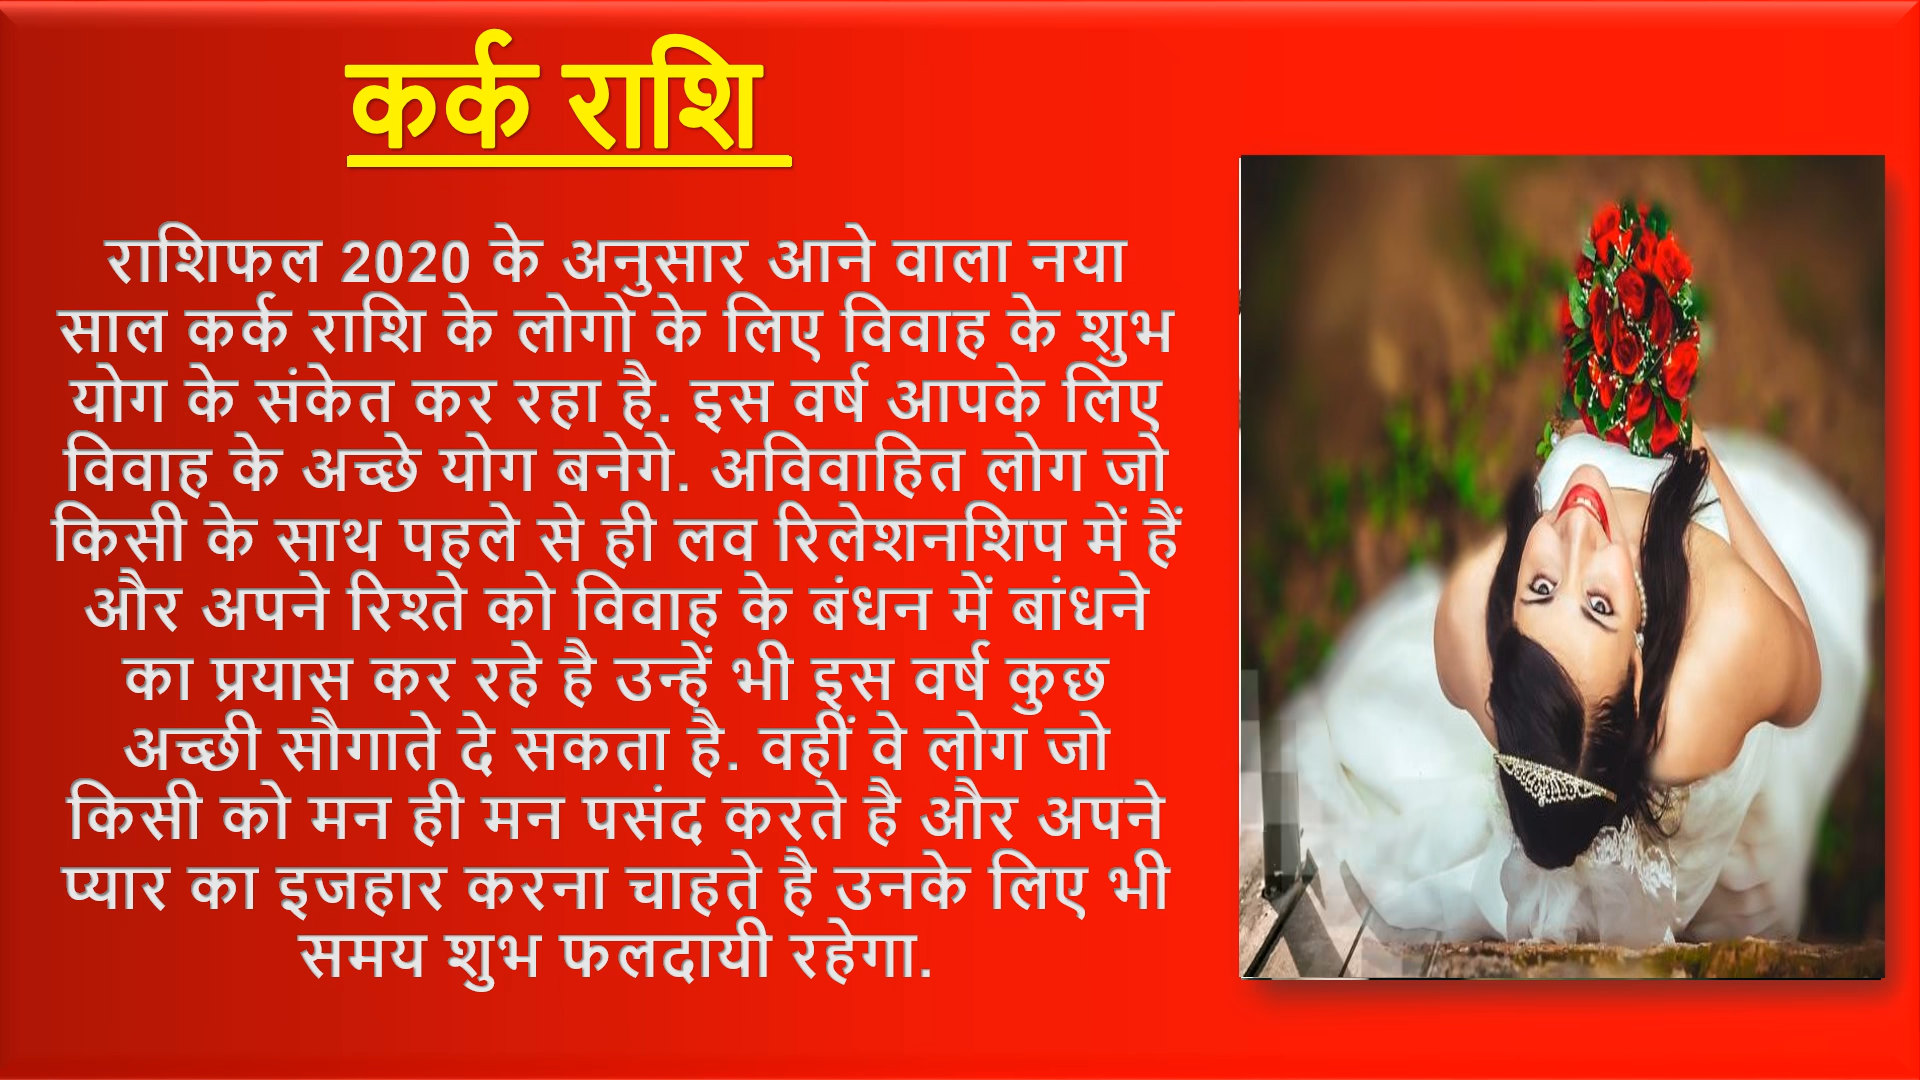 कर्क राशि
राशिफल 2020 के अनुसार आने वाला नया
साल कर्क राशि के लोगो के लिए विवाह के शुभ
योग के संकेत कर रहा है. इस वर्ष आपके लिए
विवाह के अच्छे योग बनेगे. अविवाहित लोग जो
किसी के साथ पहले से ही लव रिलेशनशिप में हैं
और अपने रिश्ते को विवाह के बंधन में बांधने
का प्रयास कर रहे है उन्हें भी इस वर्ष कुछ
अच्छी सौगाते दे सकता है. वहीं वे लोग जो
किसी को मन ही मन पसंद करते है और अपने
प्यार का इजहार करना चाहते है उनके लिए भी
समय शुभ फलदायी रहेगा.